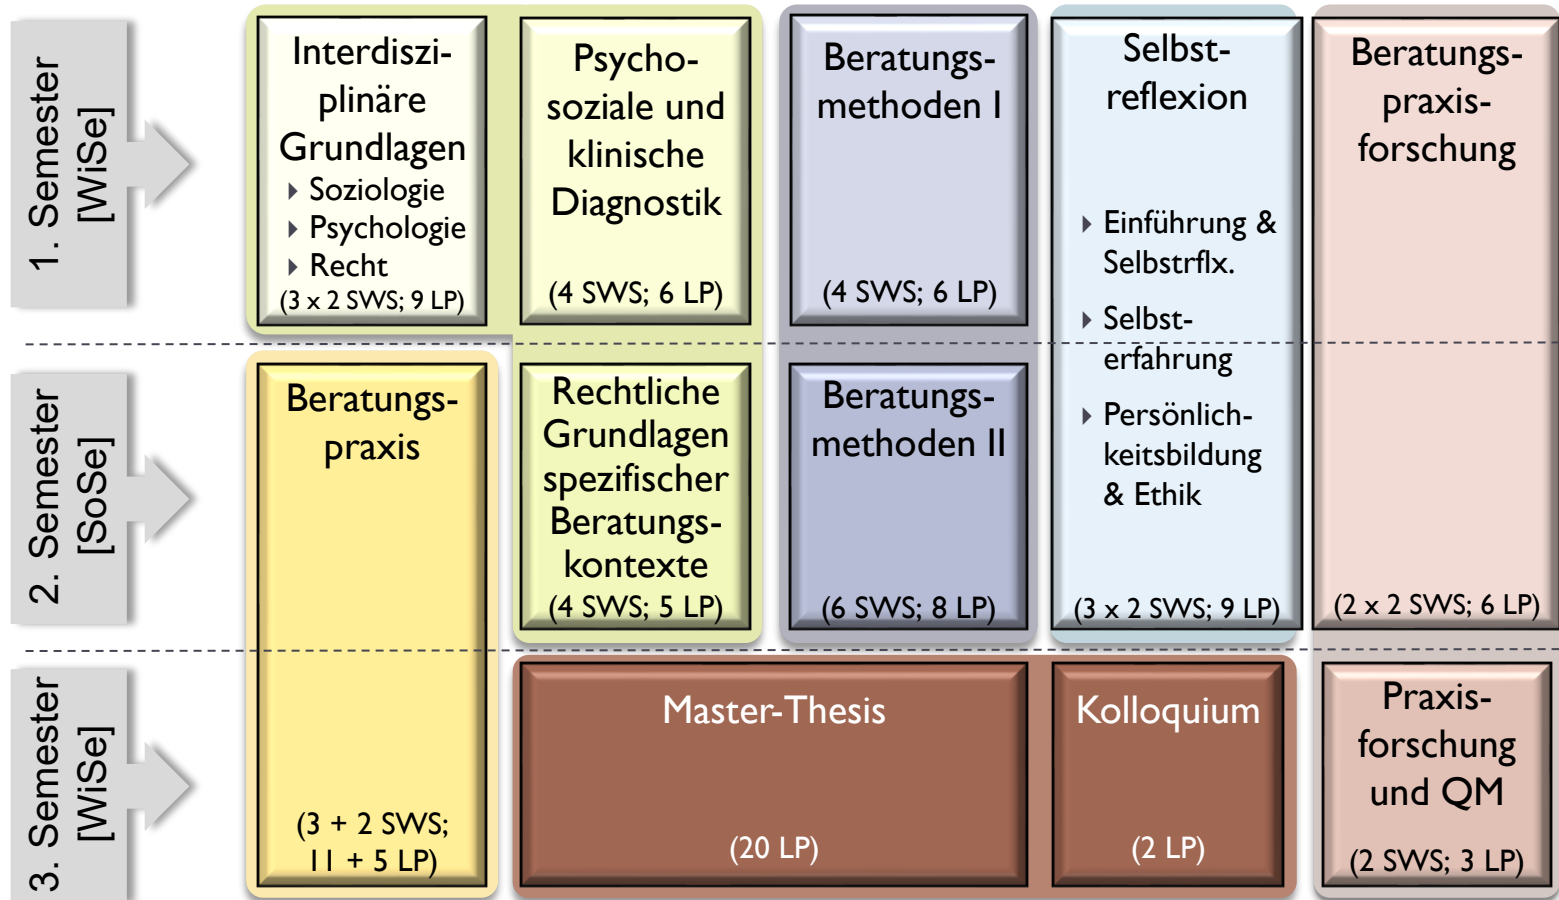 1. Semester
[WiSe]
Interdiszi-
plinäre
Grundlagen
Soziologie
Psychologie
Recht
(3 x 2 SWS; 9 LP)
Psycho-
soziale und
klinische
Diagnostik
(4 SWS; 6 LP)
Beratungs-
methoden I
(4 SWS; 6 LP)
Selbst-
reflexion
Einführung &
Selbstrflx.
Selbst-
erfahrung
Persönlich-
keitsbildung
& Ethik
(3 x 2 SWS; 9 LP)
Beratungs-
praxis-
forschung
(2 x 2 SWS; 6 LP)
2. Semester
[SoSe]
Beratungs-
praxis
(3 + 2 SWS;
11 + 5 LP)
Rechtliche
Grundlagen
spezifischer
Beratungs-
kontexte
(4 SWS; 5 LP)
Beratungs-
methoden II
(6 SWS; 8 LP)
3. Semester
[WiSe]
Master-Thesis
(20 LP)
Kolloquium
(2 LP)
Praxis-
forschung
und QM
(2 SWS; 3 LP)